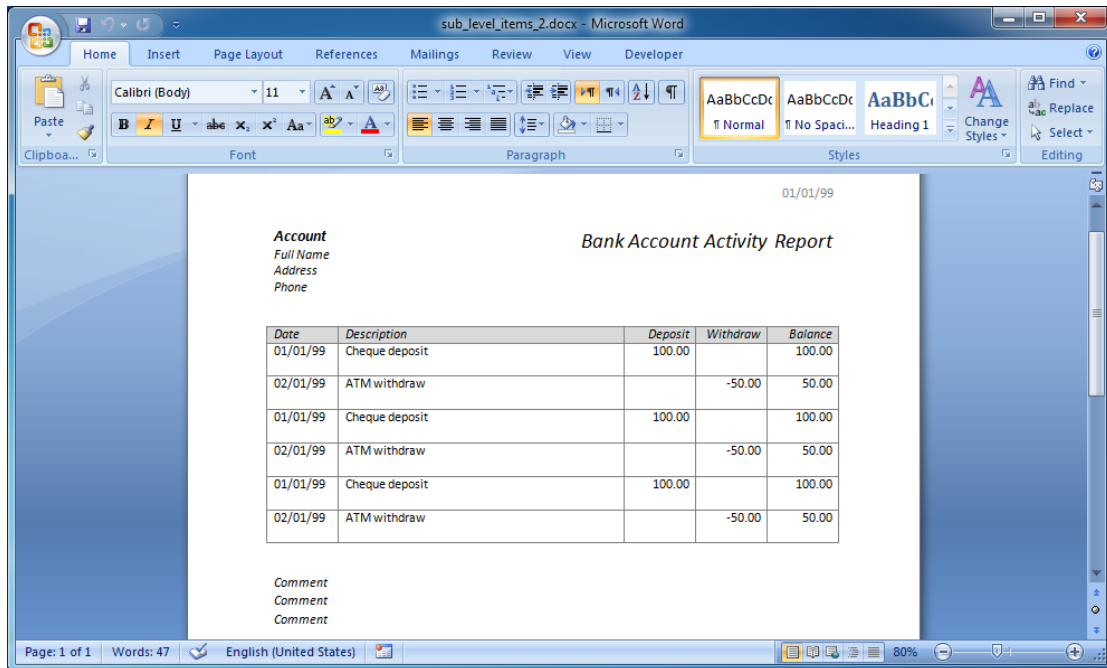 sub_level_items_2.docx - Microsoft Word
Home Insert Page Layout References Mailings Review View Developer
Paste
Clipboa...
Calibri (Body) 11
B I U abc X₂ X² Aa ab A
Font
Paragraph
AaBbCcDc AaBbCcDc AaBbC
¶ Normal ¶ No Spaci... Heading 1
Change Styles
Styles
Find
Replace
Select
Editing
01/01/99
Account
Bank Account Activity Report
Full Name
Address
Phone
Date Description Deposit Withdraw Balance
01/01/99 Cheque deposit 100.00 100.00
02/01/99 ATM withdraw -50.00 50.00
01/01/99 Cheque deposit 100.00 100.00
02/01/99 ATM withdraw -50.00 50.00
01/01/99 Cheque deposit 100.00 100.00
02/01/99 ATM withdraw -50.00 50.00
Comment
Comment
Comment
Page: 1 of 1 Words: 47 English (United States) 80%